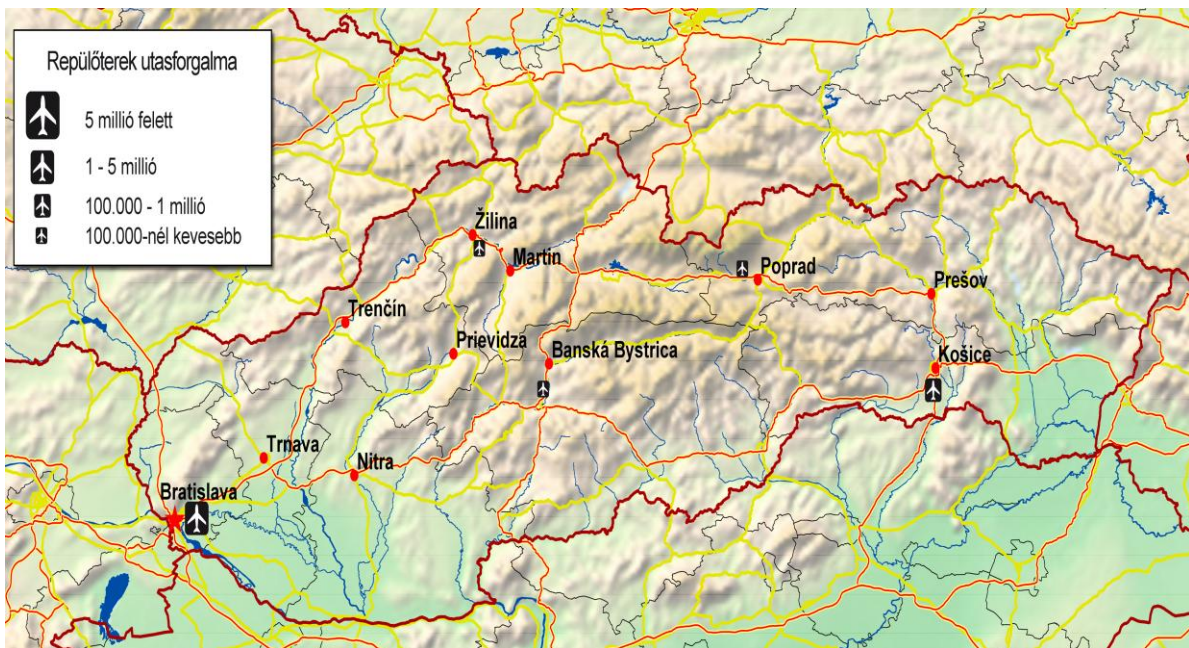 Repülőterek utasforgalma
5 millió felett
1 - 5 millió
100.000 - 1 millió
100.000-nél kevesebb
Žilina
Martin
Poprad
Prešov
Trenčín
Prievidza
Banská Bystrica
Košice
Trnava
Nitra
Bratislava